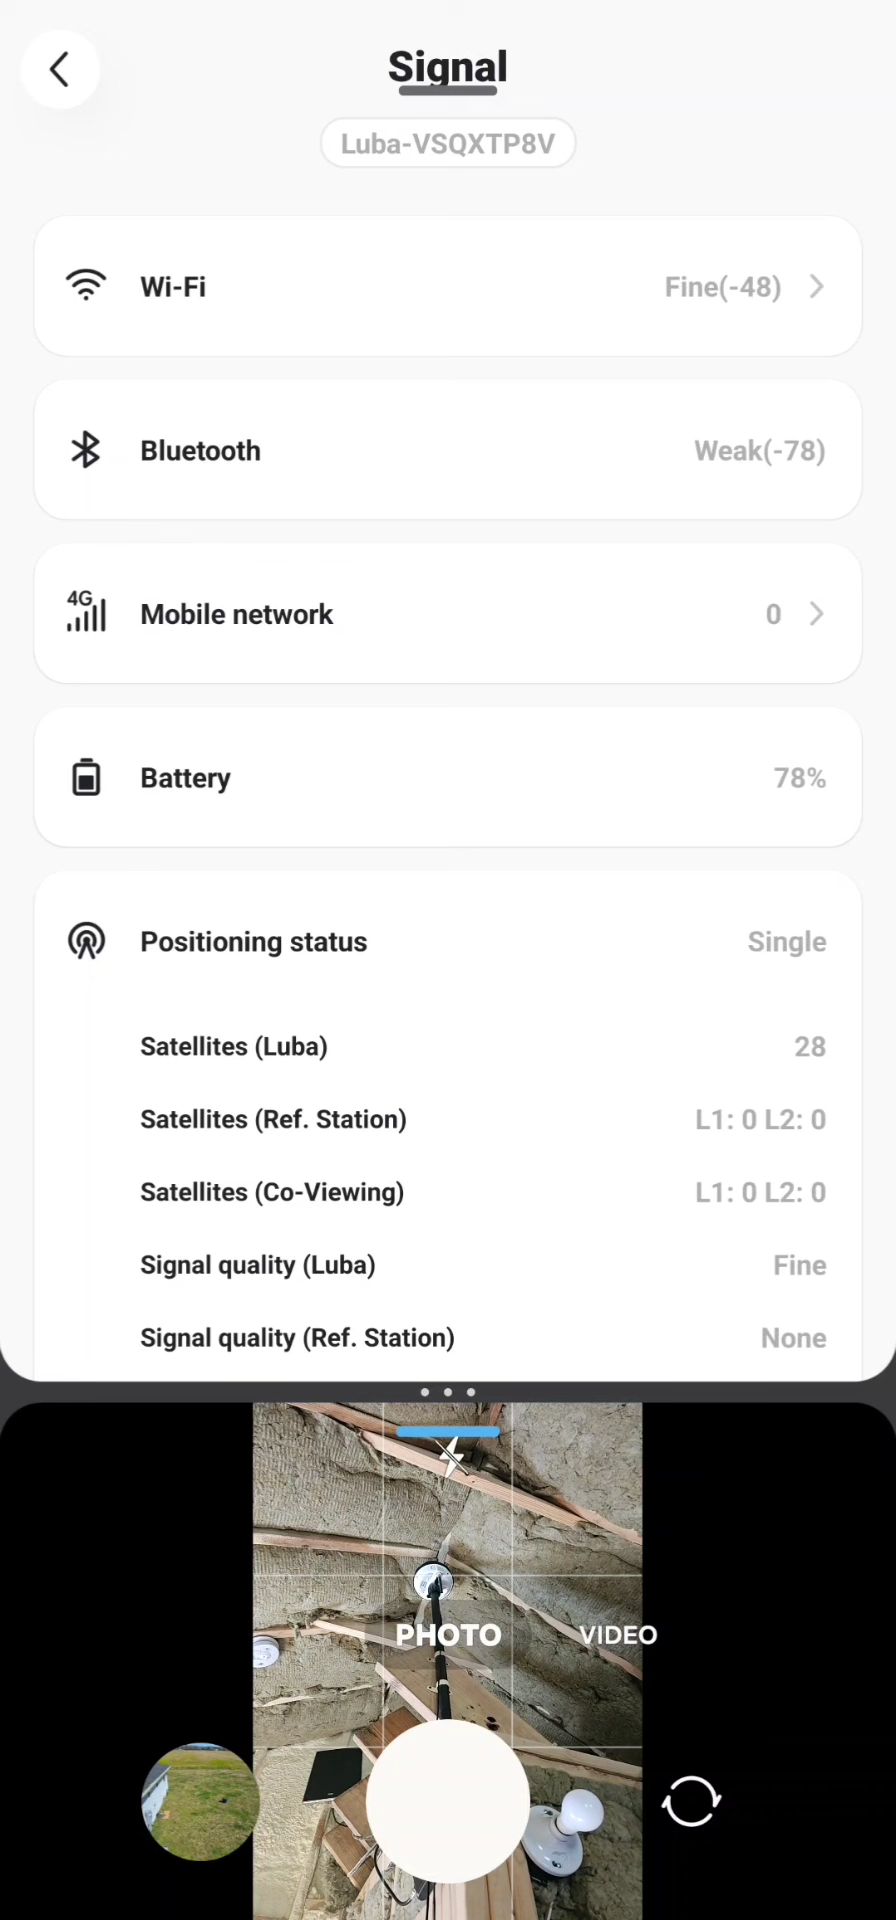 Signal
Luba-VSQXTP8V
Wi-Fi Fine(-48)
Bluetooth Weak(-78)
4G Mobile network 0
Battery 78%
Positioning status Single
Satellites (Luba) 28
Satellites (Ref. Station) L1: 0 L2: 0
Satellites (Co-Viewing) L1: 0 L2: 0
Signal quality (Luba) Fine
Signal quality (Ref. Station) None
PHOTO VIDEO